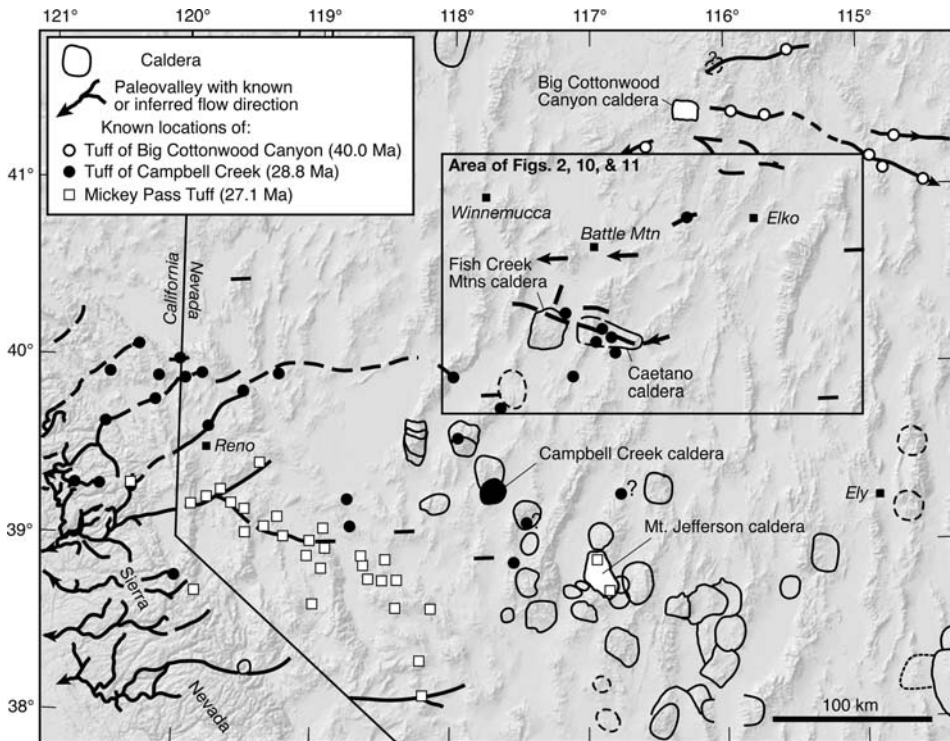 121° 120° 119° 118° 117° 116° 115°
Caldera
Paleovalley with known
or inferred flow direction
Known locations of:
Tuff of Big Cottonwood Canyon (40.0 Ma)
Tuff of Campbell Creek (28.8 Ma)
Mickey Pass Tuff (27.1 Ma)
?
Big Cottonwood
Canyon caldera
41°
Area of Figs. 2, 10, & 11
Winnemucca
Elko
Battle Mtn
California
Nevada
Fish Creek
Mtns caldera
40°
Caetano
caldera
Reno
Campbell Creek caldera
?
Ely
39°
?
Mt. Jefferson caldera
Sierra
Nevada
38°
100 km